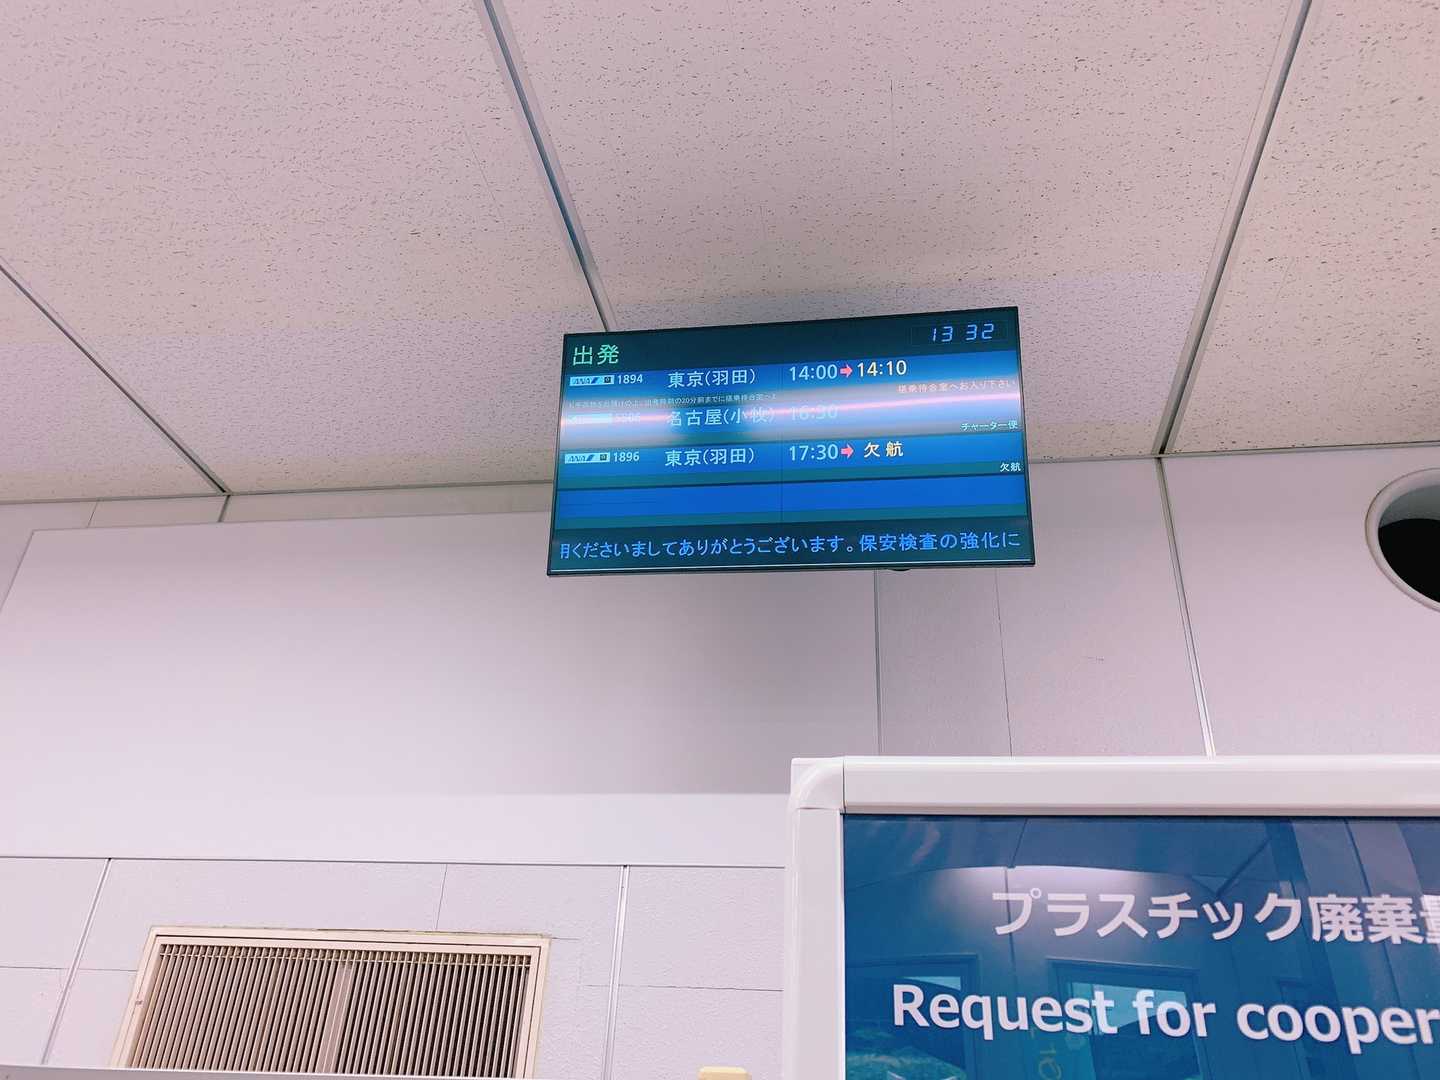 出発 13 32
ANA 1894 東京(羽田) 14:00➡14:10
搭乗待合室へお入り下さい
名古屋(小牧) 16:30
チャーター便
ANA 1896 東京(羽田) 17:30➡欠航
欠航
くださいましてありがとうございます。保安検査の強化に
プラスチック廃棄
Request for cooper